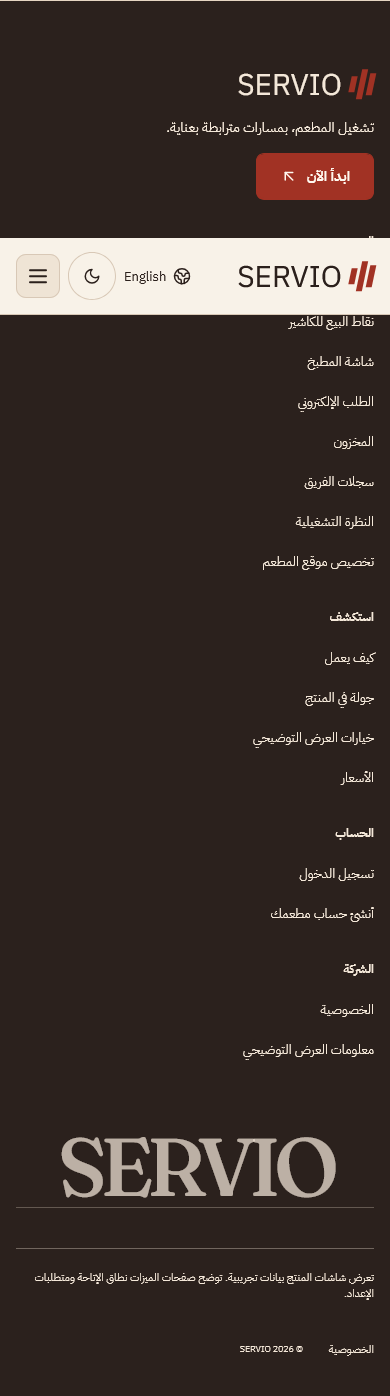 SERVIO
تشغيل المطعم، بمسارات مترابطة بعناية.
ابدأ الآن
SERVIO
English
نقاط البيع للكاشير
شاشة المطبخ
الطلب الإلكتروني
المخزون
سجلات الفريق
النظرة التشغيلية
تخصيص موقع المطعم
استكشف
كيف يعمل
جولة في المنتج
خيارات العرض التوضيحي
الأسعار
الحساب
تسجيل الدخول
أنشئ حساب مطعمك
الشركة
الخصوصية
معلومات العرض التوضيحي
SERVIO
تعرض شاشات المنتج بيانات تجريبية. توضح صفحات الميزات نطاق الإتاحة ومتطلبات
الإعداد.
الخصوصية
© 2026 SERVIO